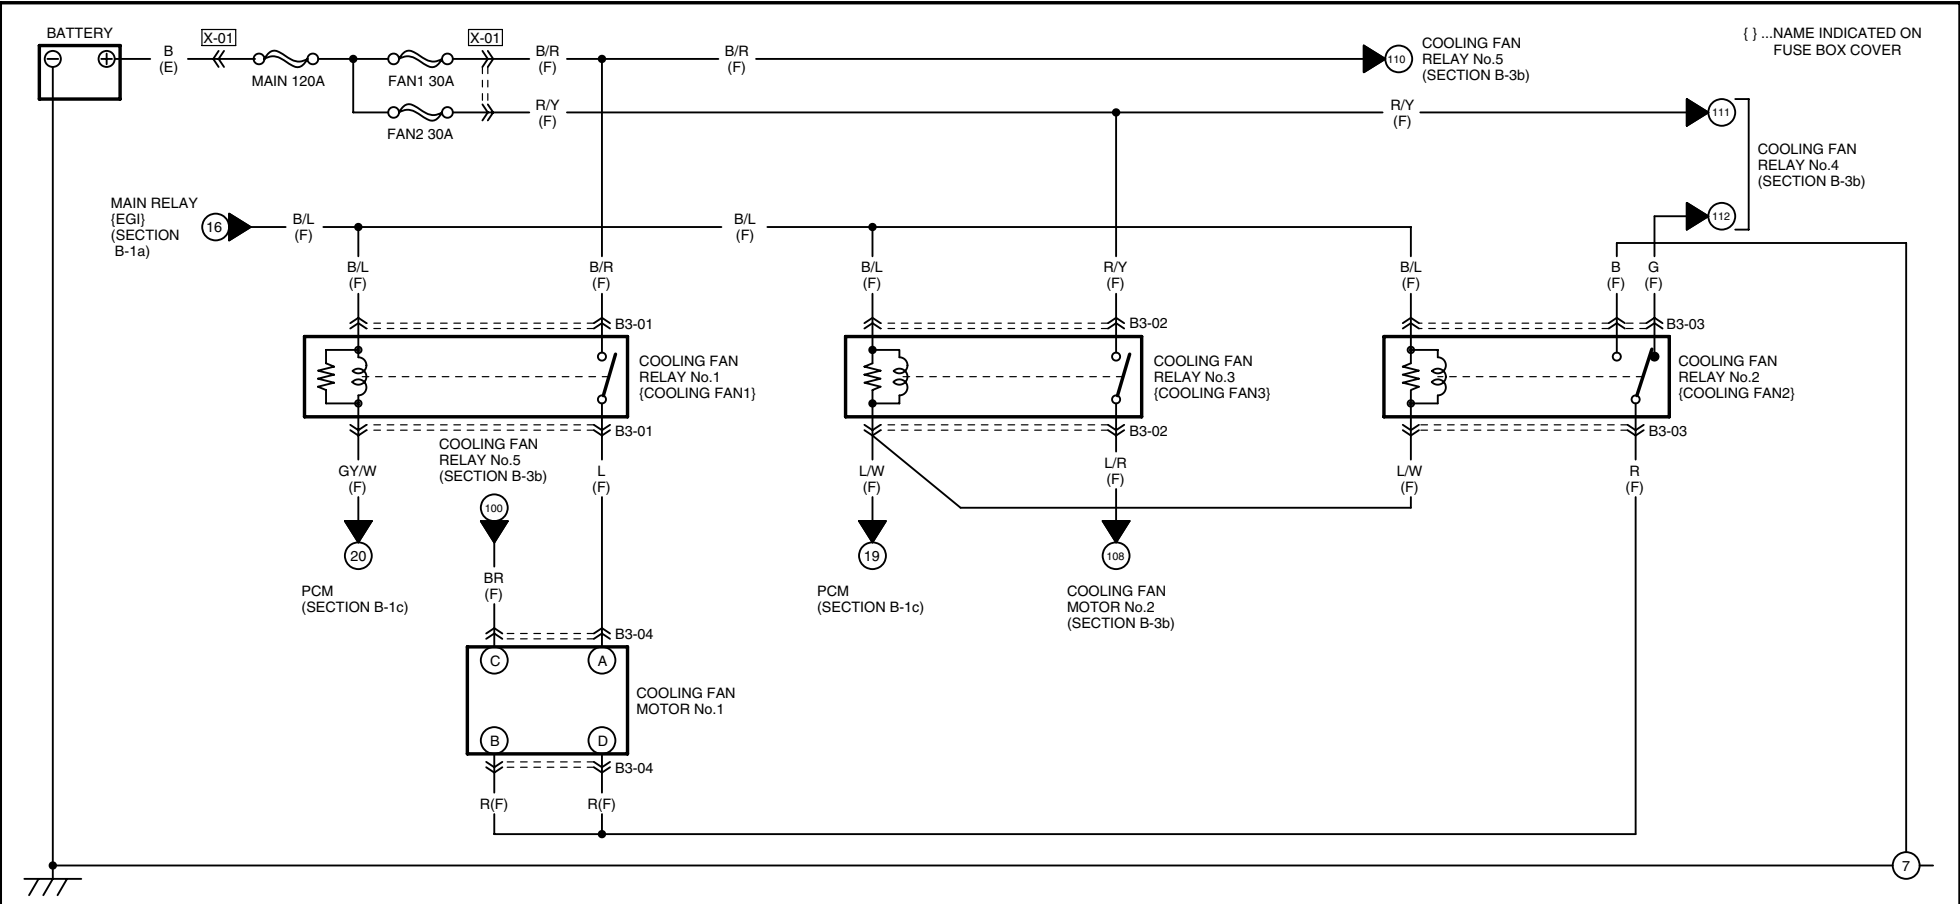 BATTERY
B
(E)
X-01
MAIN 120A
FAN1 30A
FAN2 30A
X-01
B/R
(F)
B/R
(F)
R/Y
(F)
R/Y
(F)
110
COOLING FAN
RELAY No.5
(SECTION B-3b)
{ } ...NAME INDICATED ON
FUSE BOX COVER
111
112
COOLING FAN
RELAY No.4
(SECTION B-3b)
MAIN RELAY
{EGI}
(SECTION
B-1a)
16
B/L
(F)
B/L
(F)
B/L
(F)
B/R
(F)
B/L
(F)
R/Y
(F)
B/L
(F)
B
(F)
G
(F)
B3-01
B3-02
B3-03
COOLING FAN
RELAY No.1
{COOLING FAN1}
COOLING FAN
RELAY No.3
{COOLING FAN3}
COOLING FAN
RELAY No.2
{COOLING FAN2}
B3-01
B3-02
B3-03
GY/W
(F)
COOLING FAN
RELAY No.5
(SECTION B-3b)
L
(F)
L/W
(F)
L/R
(F)
L/W
(F)
R
(F)
100
20
19
108
PCM
(SECTION B-1c)
BR
(F)
PCM
(SECTION B-1c)
COOLING FAN
MOTOR No.2
(SECTION B-3b)
B3-04
C
A
COOLING FAN
MOTOR No.1
B
D
B3-04
R(F)
R(F)
7